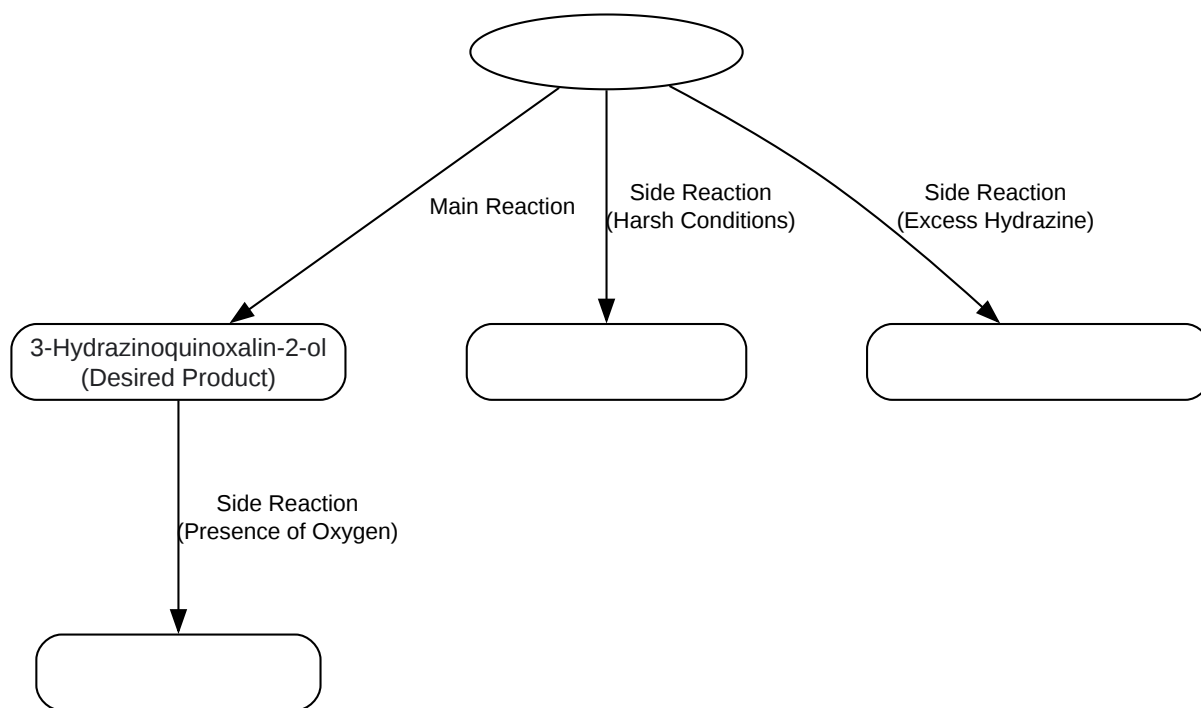 Main Reaction
Side Reaction
(Harsh Conditions)
Side Reaction
(Excess Hydrazine)
3-Hydrazinoquinoxalin-2-ol
(Desired Product)
Side Reaction
(Presence of Oxygen)